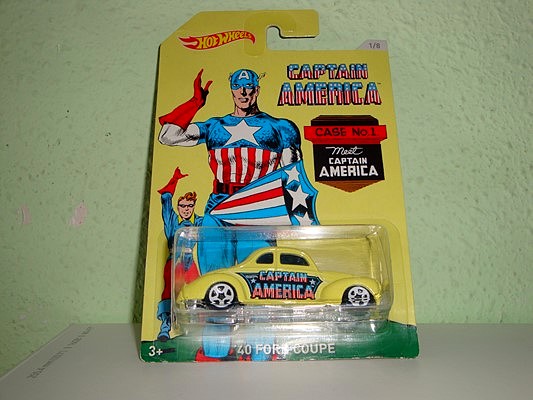 Hot Wheels
1/8
CAPTAIN
AMERICA
A
CASE No.1
Meet
CAPTAIN
AMERICA
CAPTAIN
AMERICA
3+
'40 FORD COUPE